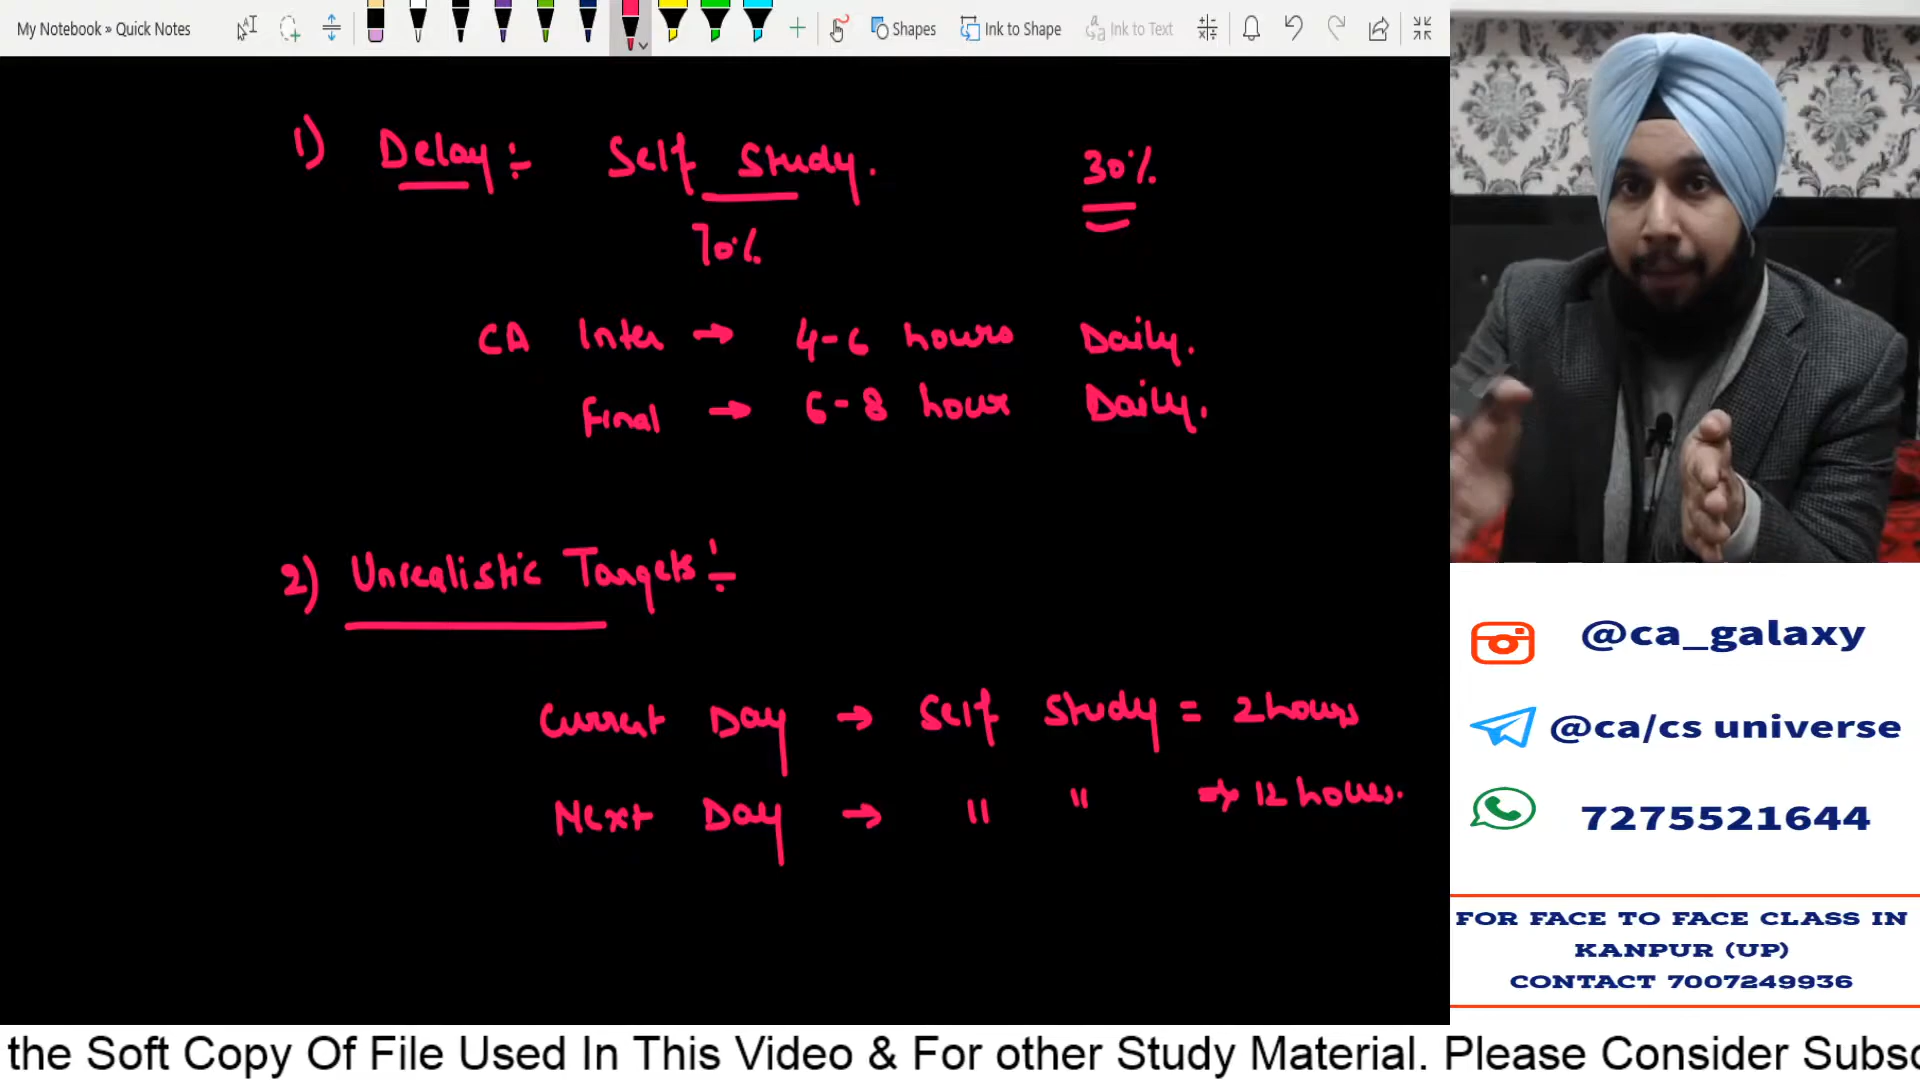 My Notebook » Quick Notes
Shapes
Ink to Shape
Ink to Text
1) Delay :- Self Study. 30%
70%
CA Inter → 4-6 hours Daily.
Final → 6-8 hour Daily.
2) Unrealistic Targets :-
Current Day → Self Study = 2 hours
Next Day → " " ⇒ 12 hours.
@ca_galaxy
@ca/cs universe
7275521644
FOR FACE TO FACE CLASS IN
KANPUR (UP)
CONTACT 7007249936
the Soft Copy Of File Used In This Video & For other Study Material. Please Consider Subsc